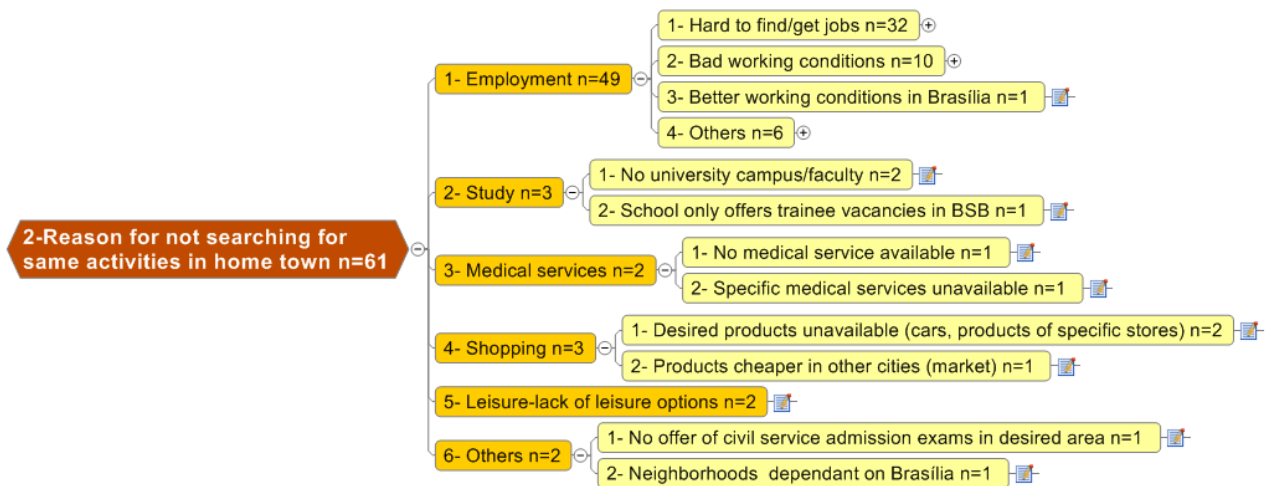 2-Reason for not searching for
same activities in home town n=61
1- Employment n=49
1- Hard to find/get jobs n=32
2- Bad working conditions n=10
3- Better working conditions in Brasília n=1
4- Others n=6
2- Study n=3
1- No university campus/faculty n=2
2- School only offers trainee vacancies in BSB n=1
3- Medical services n=2
1- No medical service available n=1
2- Specific medical services unavailable n=1
4- Shopping n=3
1- Desired products unavailable (cars, products of specific stores) n=2
2- Products cheaper in other cities (market) n=1
5- Leisure-lack of leisure options n=2
6- Others n=2
1- No offer of civil service admission exams in desired area n=1
2- Neighborhoods dependant on Brasília n=1